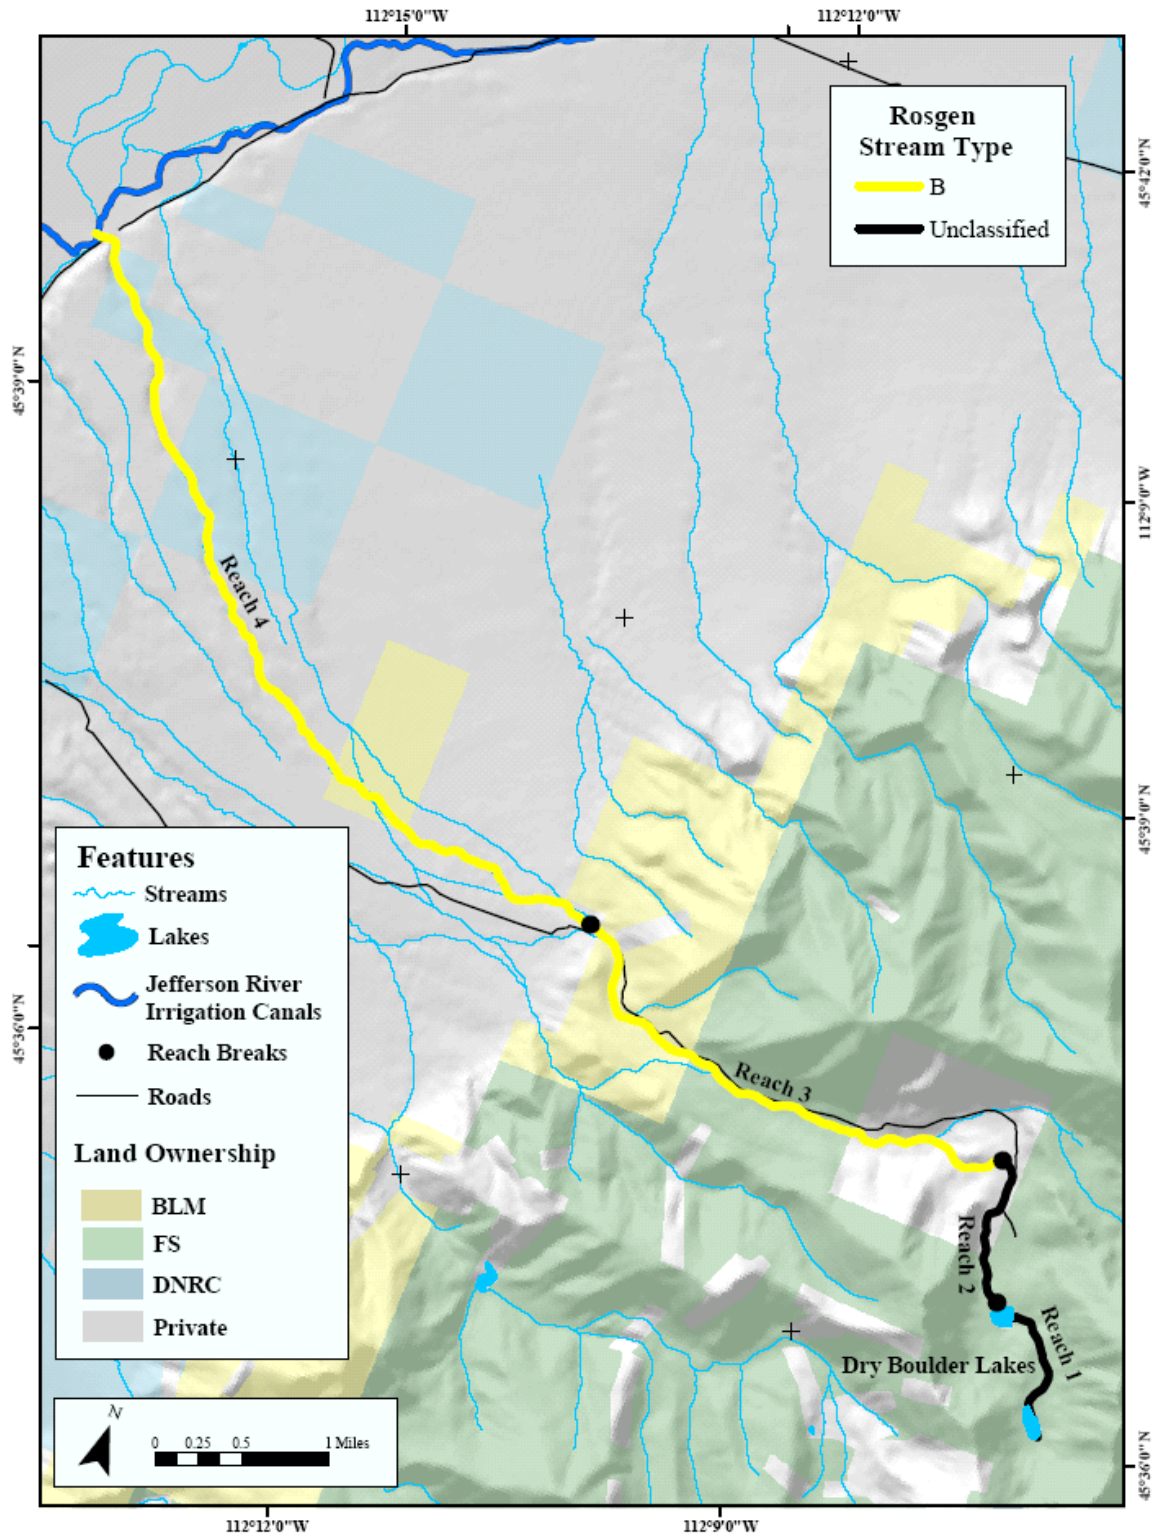 112°15'0"W
112°12'0"W
Rosgen
Stream Type
B
Unclassified
45°42'0"N
45°39'0"N
112°9'0"W
Reach 4
45°39'0"N
Features
Streams
Lakes
Jefferson River
Irrigation Canals
Reach Breaks
Roads
Land Ownership
BLM
FS
DNRC
Private
45°36'0"N
Reach 3
Reach 2
Reach 1
Dry Boulder Lakes
N
0 0.25 0.5 1 Miles
45°36'0"N
112°12'0"W
112°9'0"W